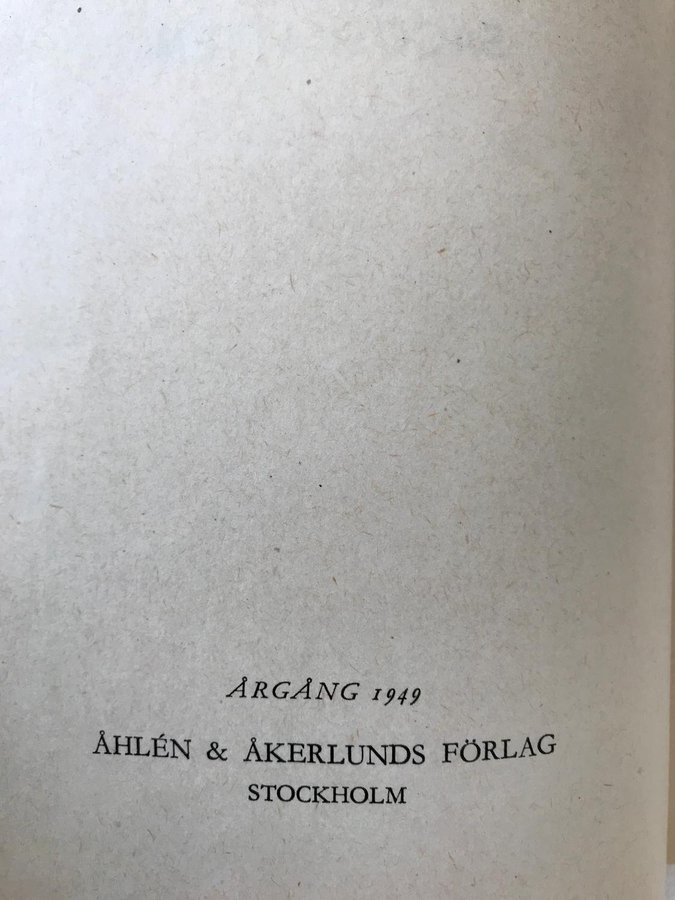 ÅRGÅNG 1949
ÅHLÉN & ÅKERLUNDS FÖRLAG
STOCKHOLM